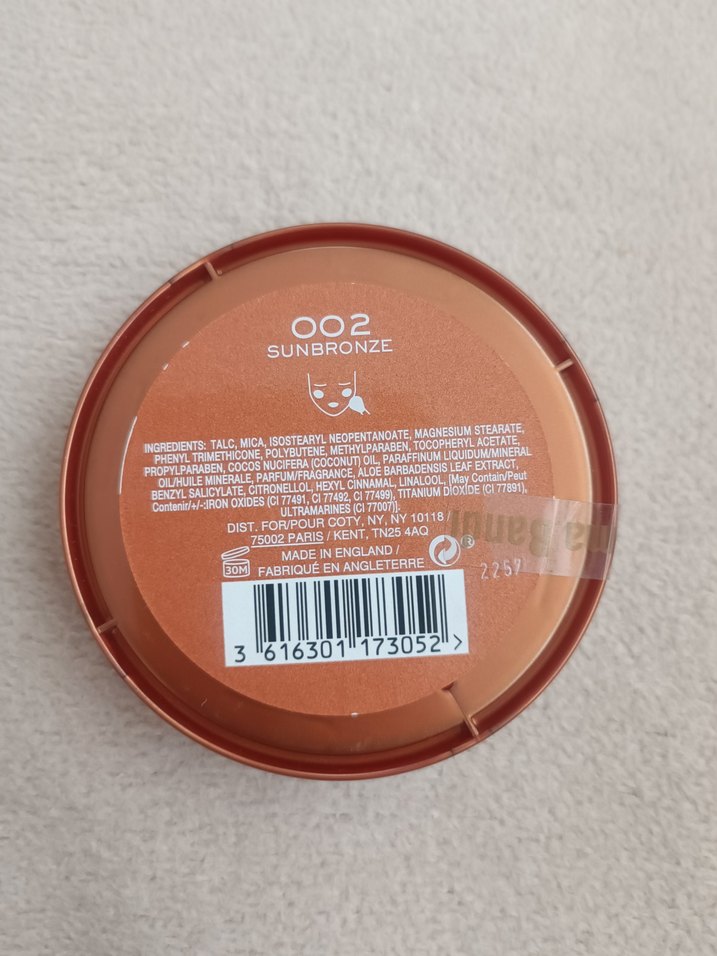 002
SUNBRONZE
INGREDIENTS: TALC, MICA, ISOSTEARYL NEOPENTANOATE, MAGNESIUM STEARATE,
PHENYL TRIMETHICONE, POLYBUTENE, METHYLPARABEN, TOCOPHERYL ACETATE,
PROPYLPARABEN, COCOS NUCIFERA (COCONUT) OIL, PARAFFINUM LIQUIDUM/MINERAL
OIL/HUILE MINERALE, PARFUM/FRAGRANCE, ALOE BARBADENSIS LEAF EXTRACT,
BENZYL SALICYLATE, CITRONELLOL, HEXYL CINNAMAL, LINALOOL, [May Contain/Peut
Contenir/+/-:IRON OXIDES (CI 77491, CI 77492, CI 77499), TITANIUM DIOXIDE (CI 77891),
ULTRAMARINES (CI 77007)].
DIST. FOR/POUR COTY, NY, NY 10118 /
75002 PARIS / KENT, TN25 4AQ
30M
MADE IN ENGLAND /
FABRIQUÉ EN ANGLETERRE
®
2257
3 616301 173052 >